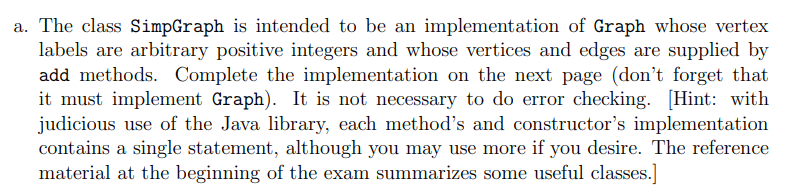 a. The class SimpGraph is intended to be an implementation of Graph whose vertex
labels are arbitrary positive integers and whose vertices and edges are supplied by
add methods. Complete the implementation on the next page (don't forget that
it must implement Graph). It is not necessary to do error checking. [Hint: with
judicious use of the Java library, each method's and constructor's implementation
contains a single statement, although you may use more if you desire. The reference
material at the beginning of the exam summarizes some useful classes.]